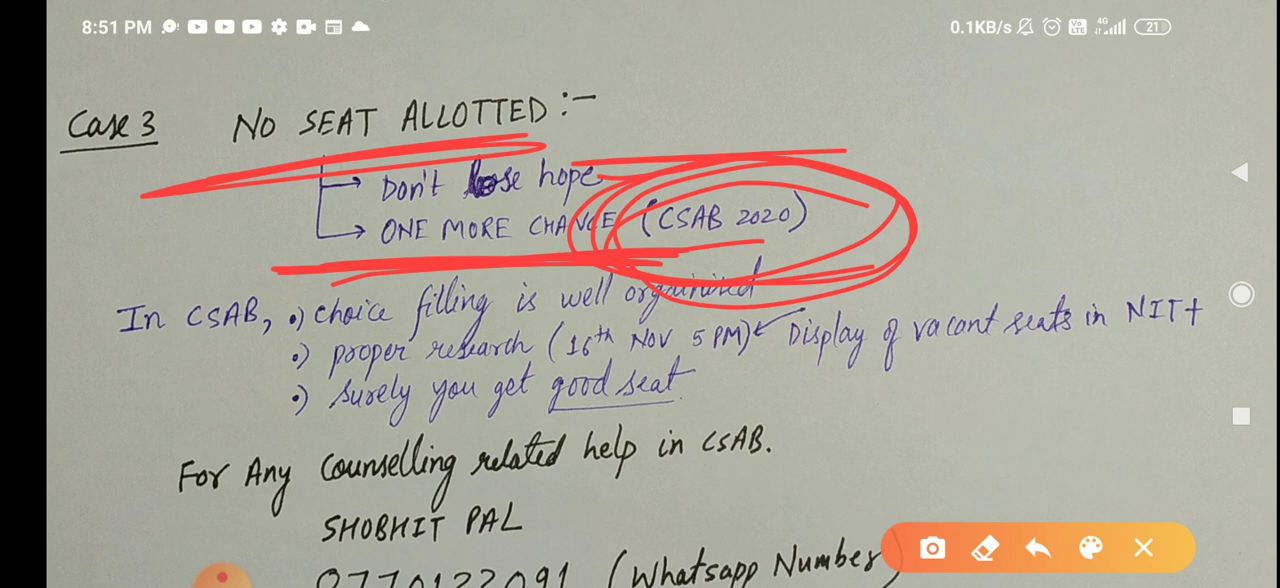 8:51 PM
0.1KB/s
4G
21
Case 3 NO SEAT ALLOTTED :-
→ Don't lose hope
→ ONE MORE CHANCE (CSAB 2020)
In CSAB, •) choice filling is well organized
•) proper research (16th Nov 5 PM) ← Display of vacant seats in NIT+
•) Surely you get good seat.
For Any Counselling related help in CSAB.
SHOBHIT PAL
(Whatsapp Number)